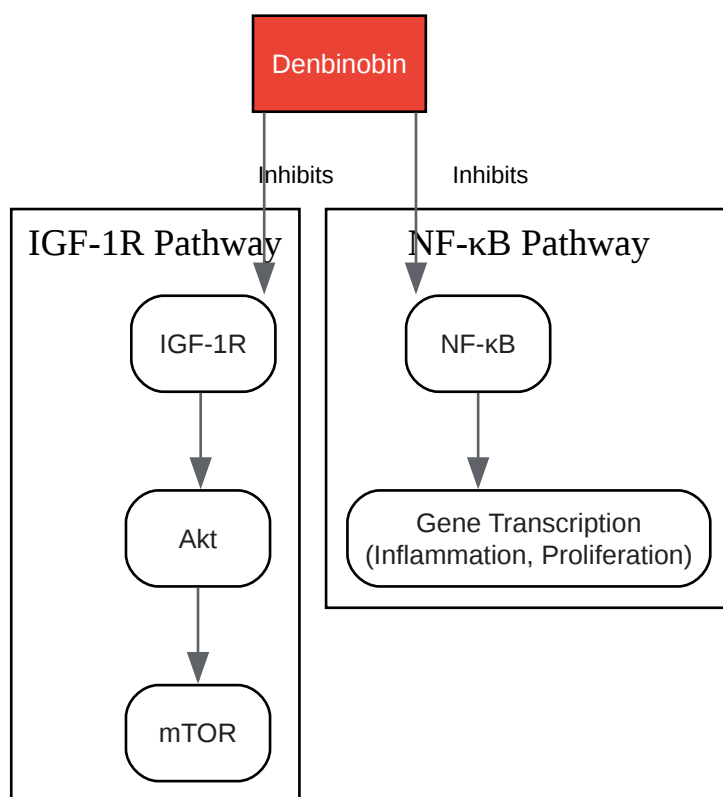 Denbinobin
Inhibits
Inhibits
IGF-1R Pathway
NF-κB Pathway
IGF-1R
NF-κB
Akt
Gene Transcription
(Inflammation, Proliferation)
mTOR